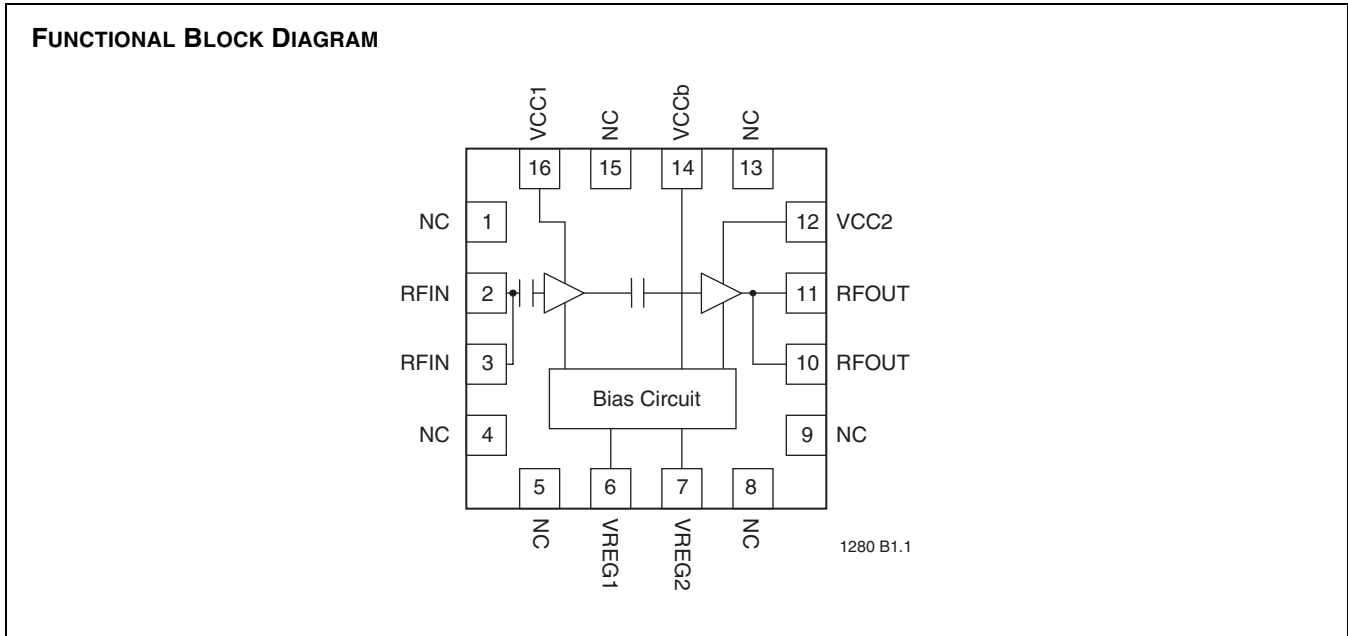 FUNCTIONAL BLOCK DIAGRAM
VCC1 NC VCCb NC
16 15 14 13
NC 1 12 VCC2
RFIN 2 11 RFOUT
RFIN 3 10 RFOUT
Bias Circuit
NC 4 9 NC
5 6 7 8
NC VREG1 VREG2 NC
1280 B1.1